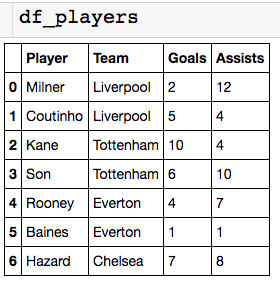 df_players
Player Team Goals Assists
0 Milner Liverpool 2 12
1 Coutinho Liverpool 5 4
2 Kane Tottenham 10 4
3 Son Tottenham 6 10
4 Rooney Everton 4 7
5 Baines Everton 1 1
6 Hazard Chelsea 7 8